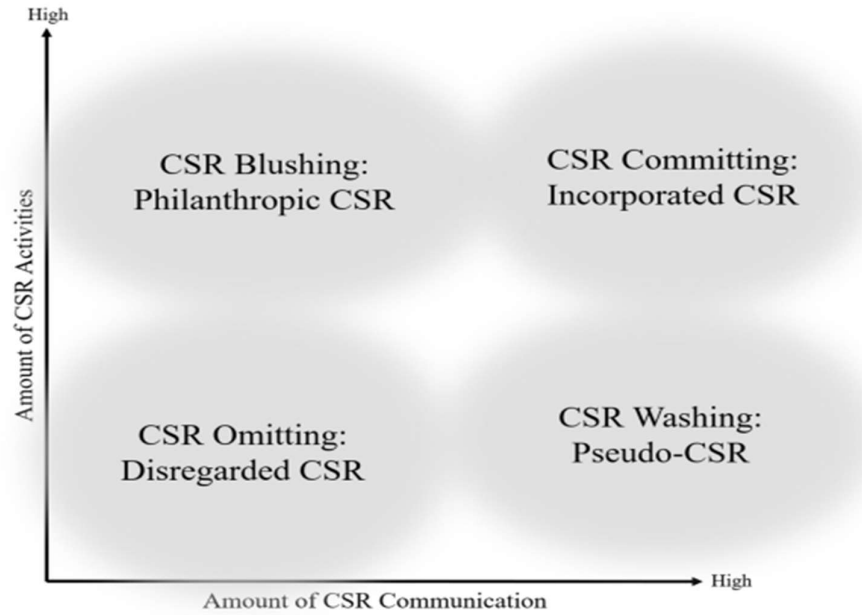 High
CSR Blushing:
Philanthropic CSR
CSR Committing:
Incorporated CSR
Amount of CSR Activities
CSR Omitting:
Disregarded CSR
CSR Washing:
Pseudo-CSR
High
Amount of CSR Communication